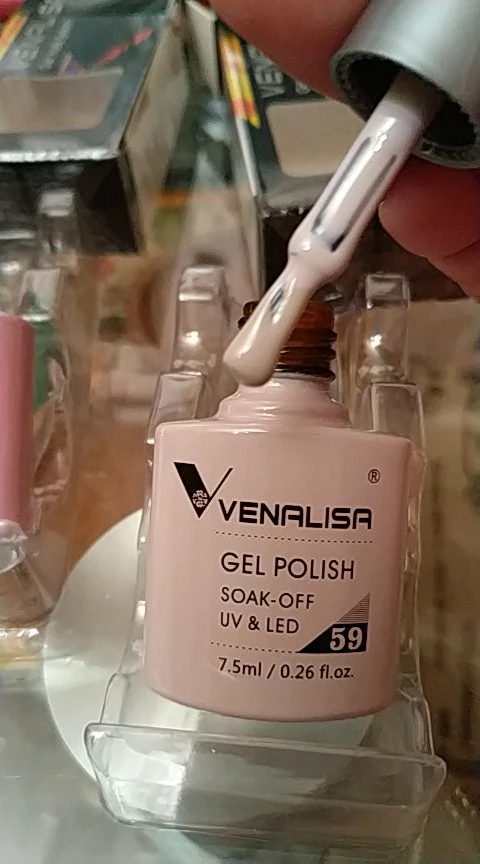 VENALISA
®
GEL POLISH
SOAK-OFF
UV & LED
59
7.5ml / 0.26 fl.oz.